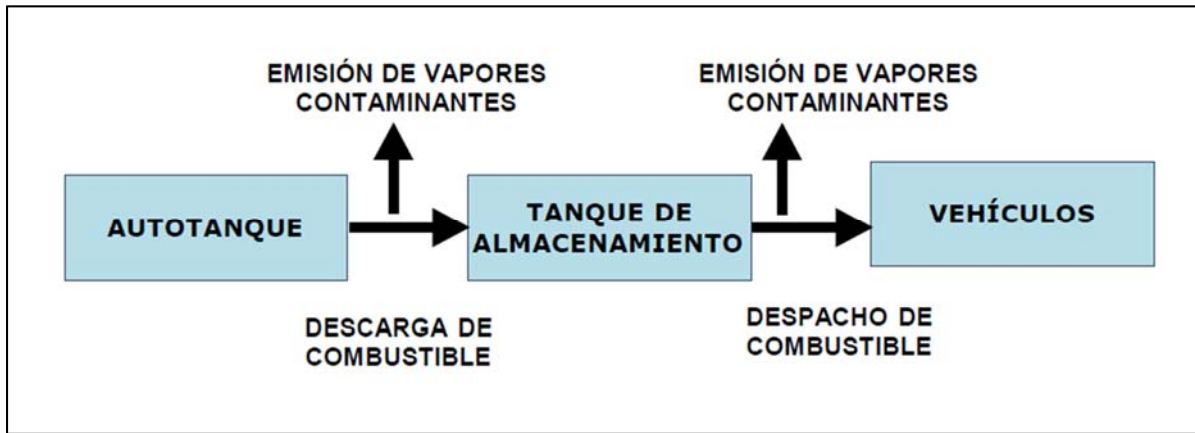 EMISIÓN DE VAPORES
CONTAMINANTES
EMISIÓN DE VAPORES
CONTAMINANTES
AUTOTANQUE
TANQUE DE
ALMACENAMIENTO
VEHÍCULOS
DESCARGA DE
COMBUSTIBLE
DESPACHO DE
COMBUSTIBLE